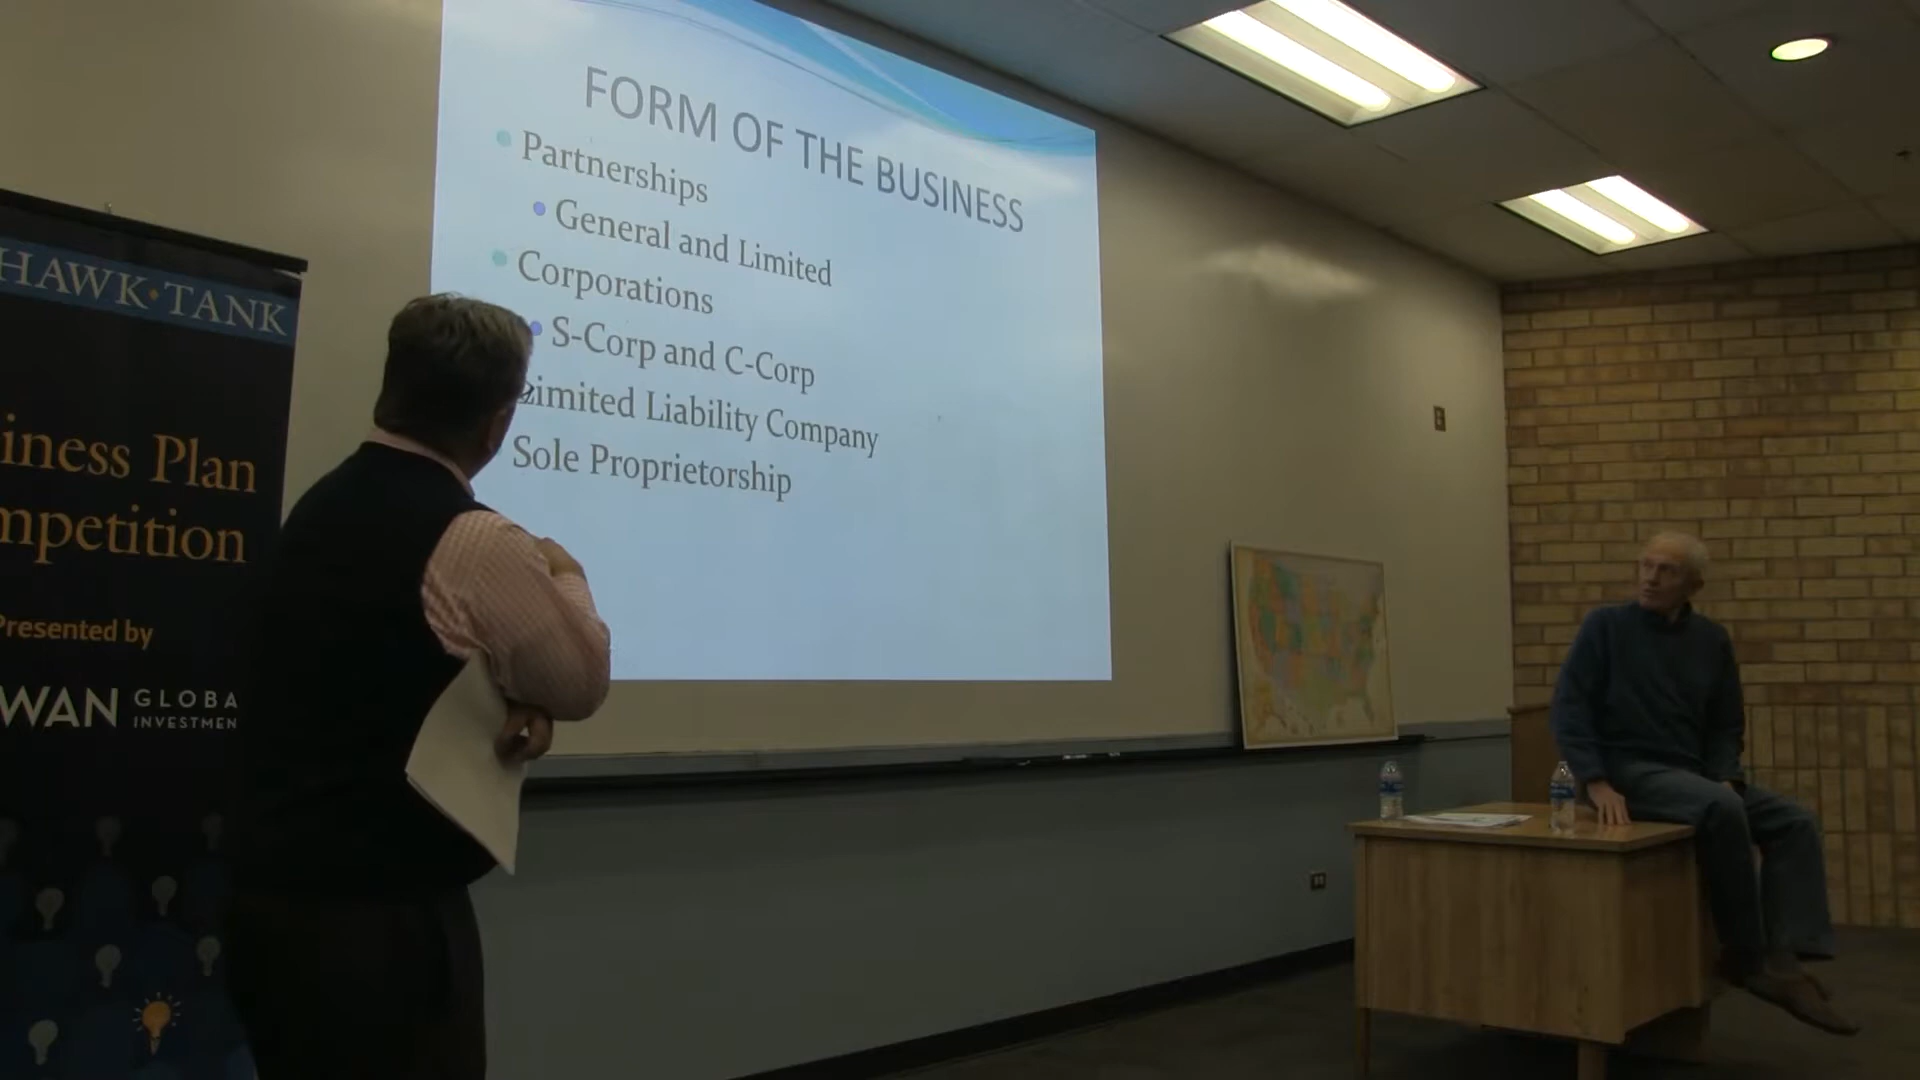 FORM OF THE BUSINESS
Partnerships
General and Limited
Corporations
S-Corp and C-Corp
Limited Liability Company
Sole Proprietorship
HAWK·TANK
iness Plan
mpetition
Presented by
WAN GLOBA
INVESTMEN